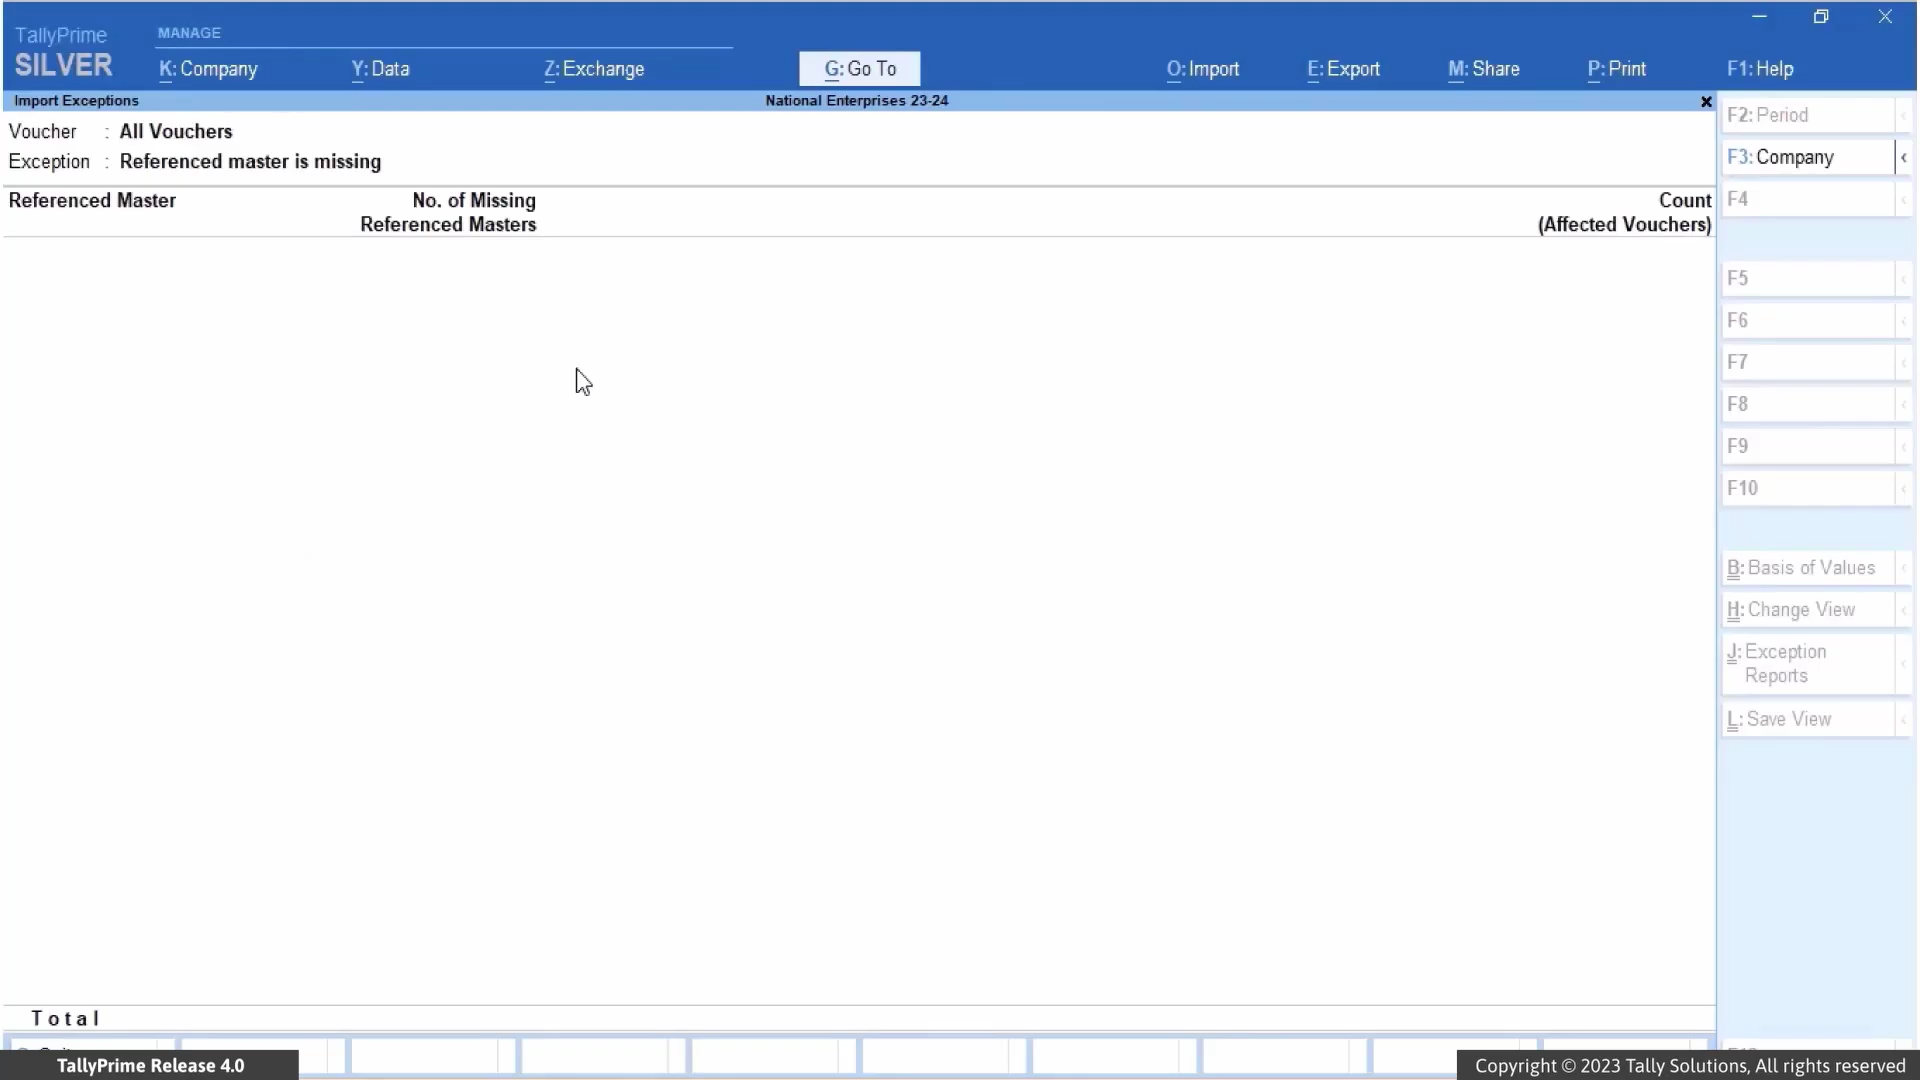 TallyPrime
SILVER
MANAGE
K: Company
Y: Data
Z: Exchange
G: Go To
O: Import
E: Export
M: Share
P: Print
F1: Help
Import Exceptions
National Enterprises 23-24
Voucher : All Vouchers
Exception : Referenced master is missing
Referenced Master
No. of Missing
Referenced Masters
Count
(Affected Vouchers)
F2: Period
F3: Company
F4
F5
F6
F7
F8
F9
F10
B: Basis of Values
H: Change View
J: Exception
Reports
L: Save View
Total
TallyPrime Release 4.0
Copyright © 2023 Tally Solutions, All rights reserved